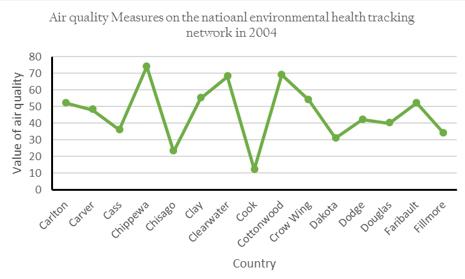 Air quality Measures on the natioanl environmental health tracking
network in 2004
Value of air quality
80
70
60
50
40
30
20
10
0
Carlton
Carver
Cass
Chippewa
Chisago
Clay
Clearwater
Cook
Cottonwood
Crow Wing
Dakota
Dodge
Douglas
Faribault
Fillmore
Country